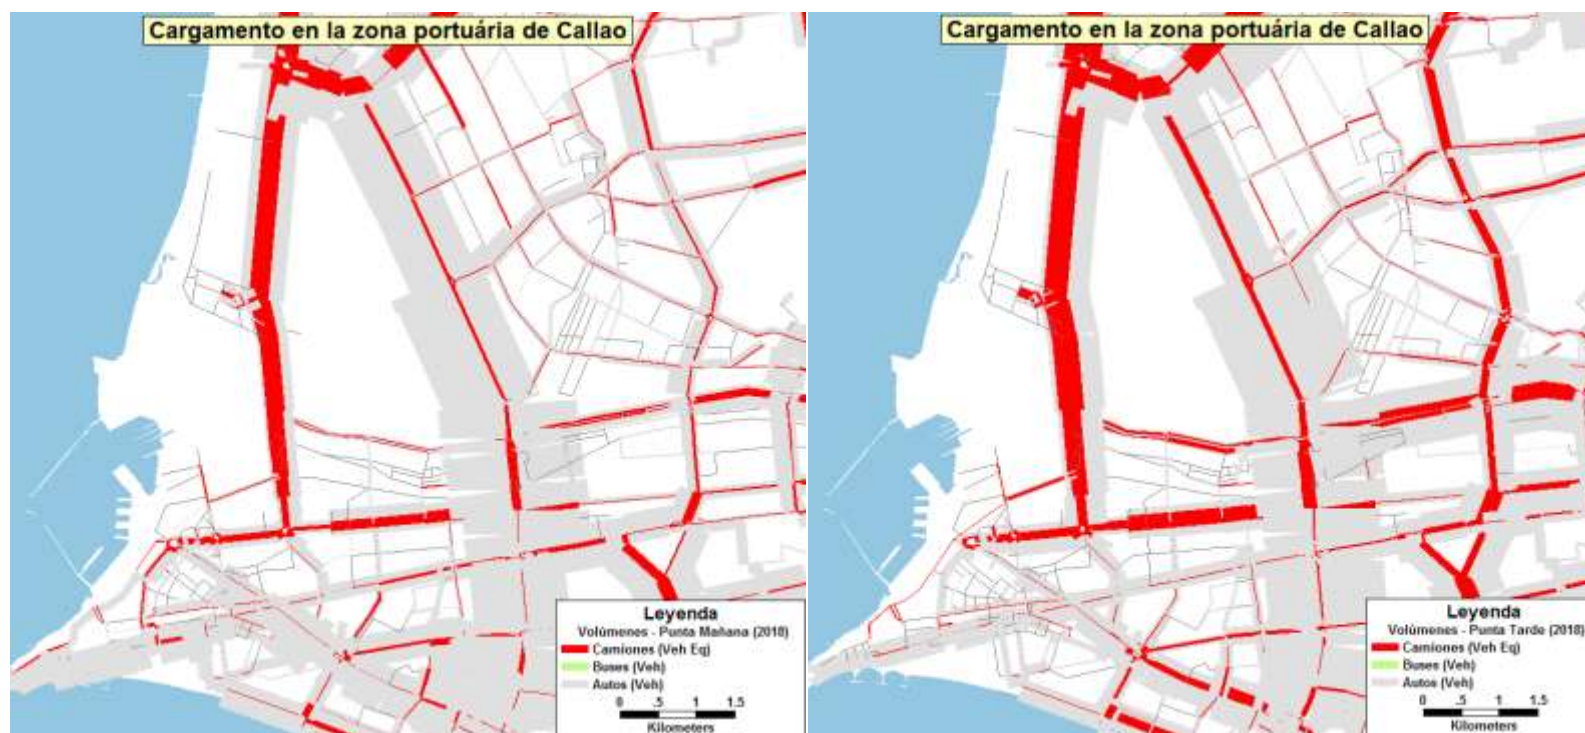 Cargamento en la zona portuária de Callao
Leyenda
Volúmenes - Punta Mañana (2018)
Camiones (Veh Eq)
Buses (Veh)
Autos (Veh)
0 .5 1 1.5
Kilometers
Cargamento en la zona portuária de Callao
Leyenda
Volúmenes - Punta Tarde (2018)
Camiones (Veh Eq)
Buses (Veh)
Autos (Veh)
0 .5 1 1.5
Kilometers